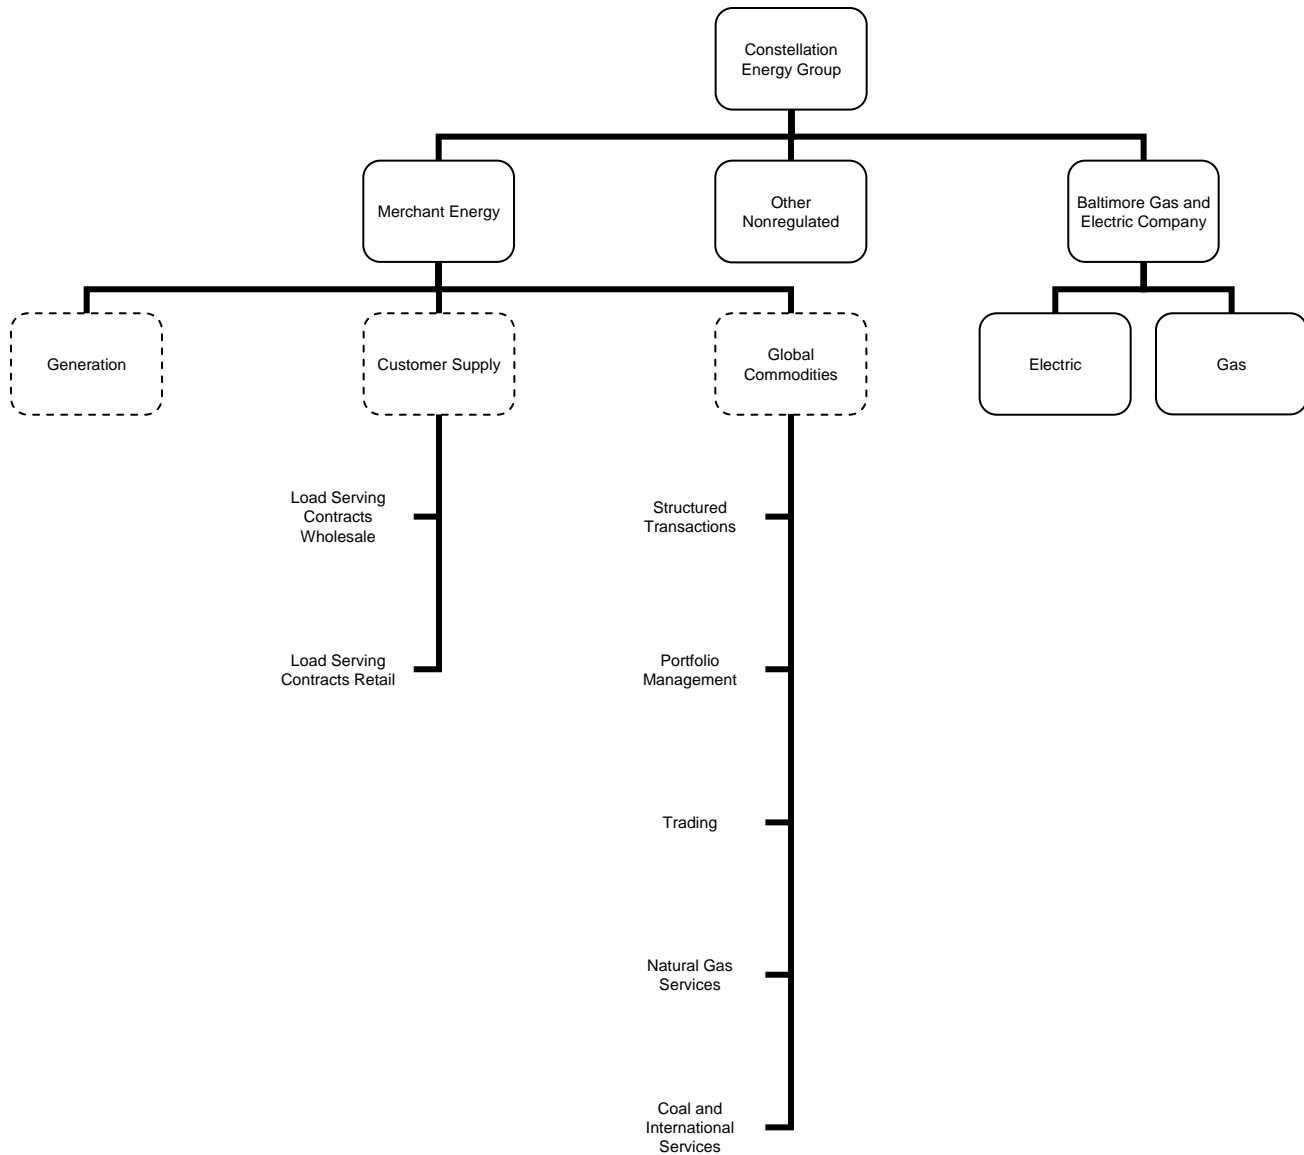 Constellation
Energy Group
Merchant Energy
Other
Nonregulated
Baltimore Gas and
Electric Company
Generation
Customer Supply
Global
Commodities
Electric
Gas
Load Serving
Contracts
Wholesale
Structured
Transactions
Load Serving
Contracts Retail
Portfolio
Management
Trading
Natural Gas
Services
Coal and
International
Services